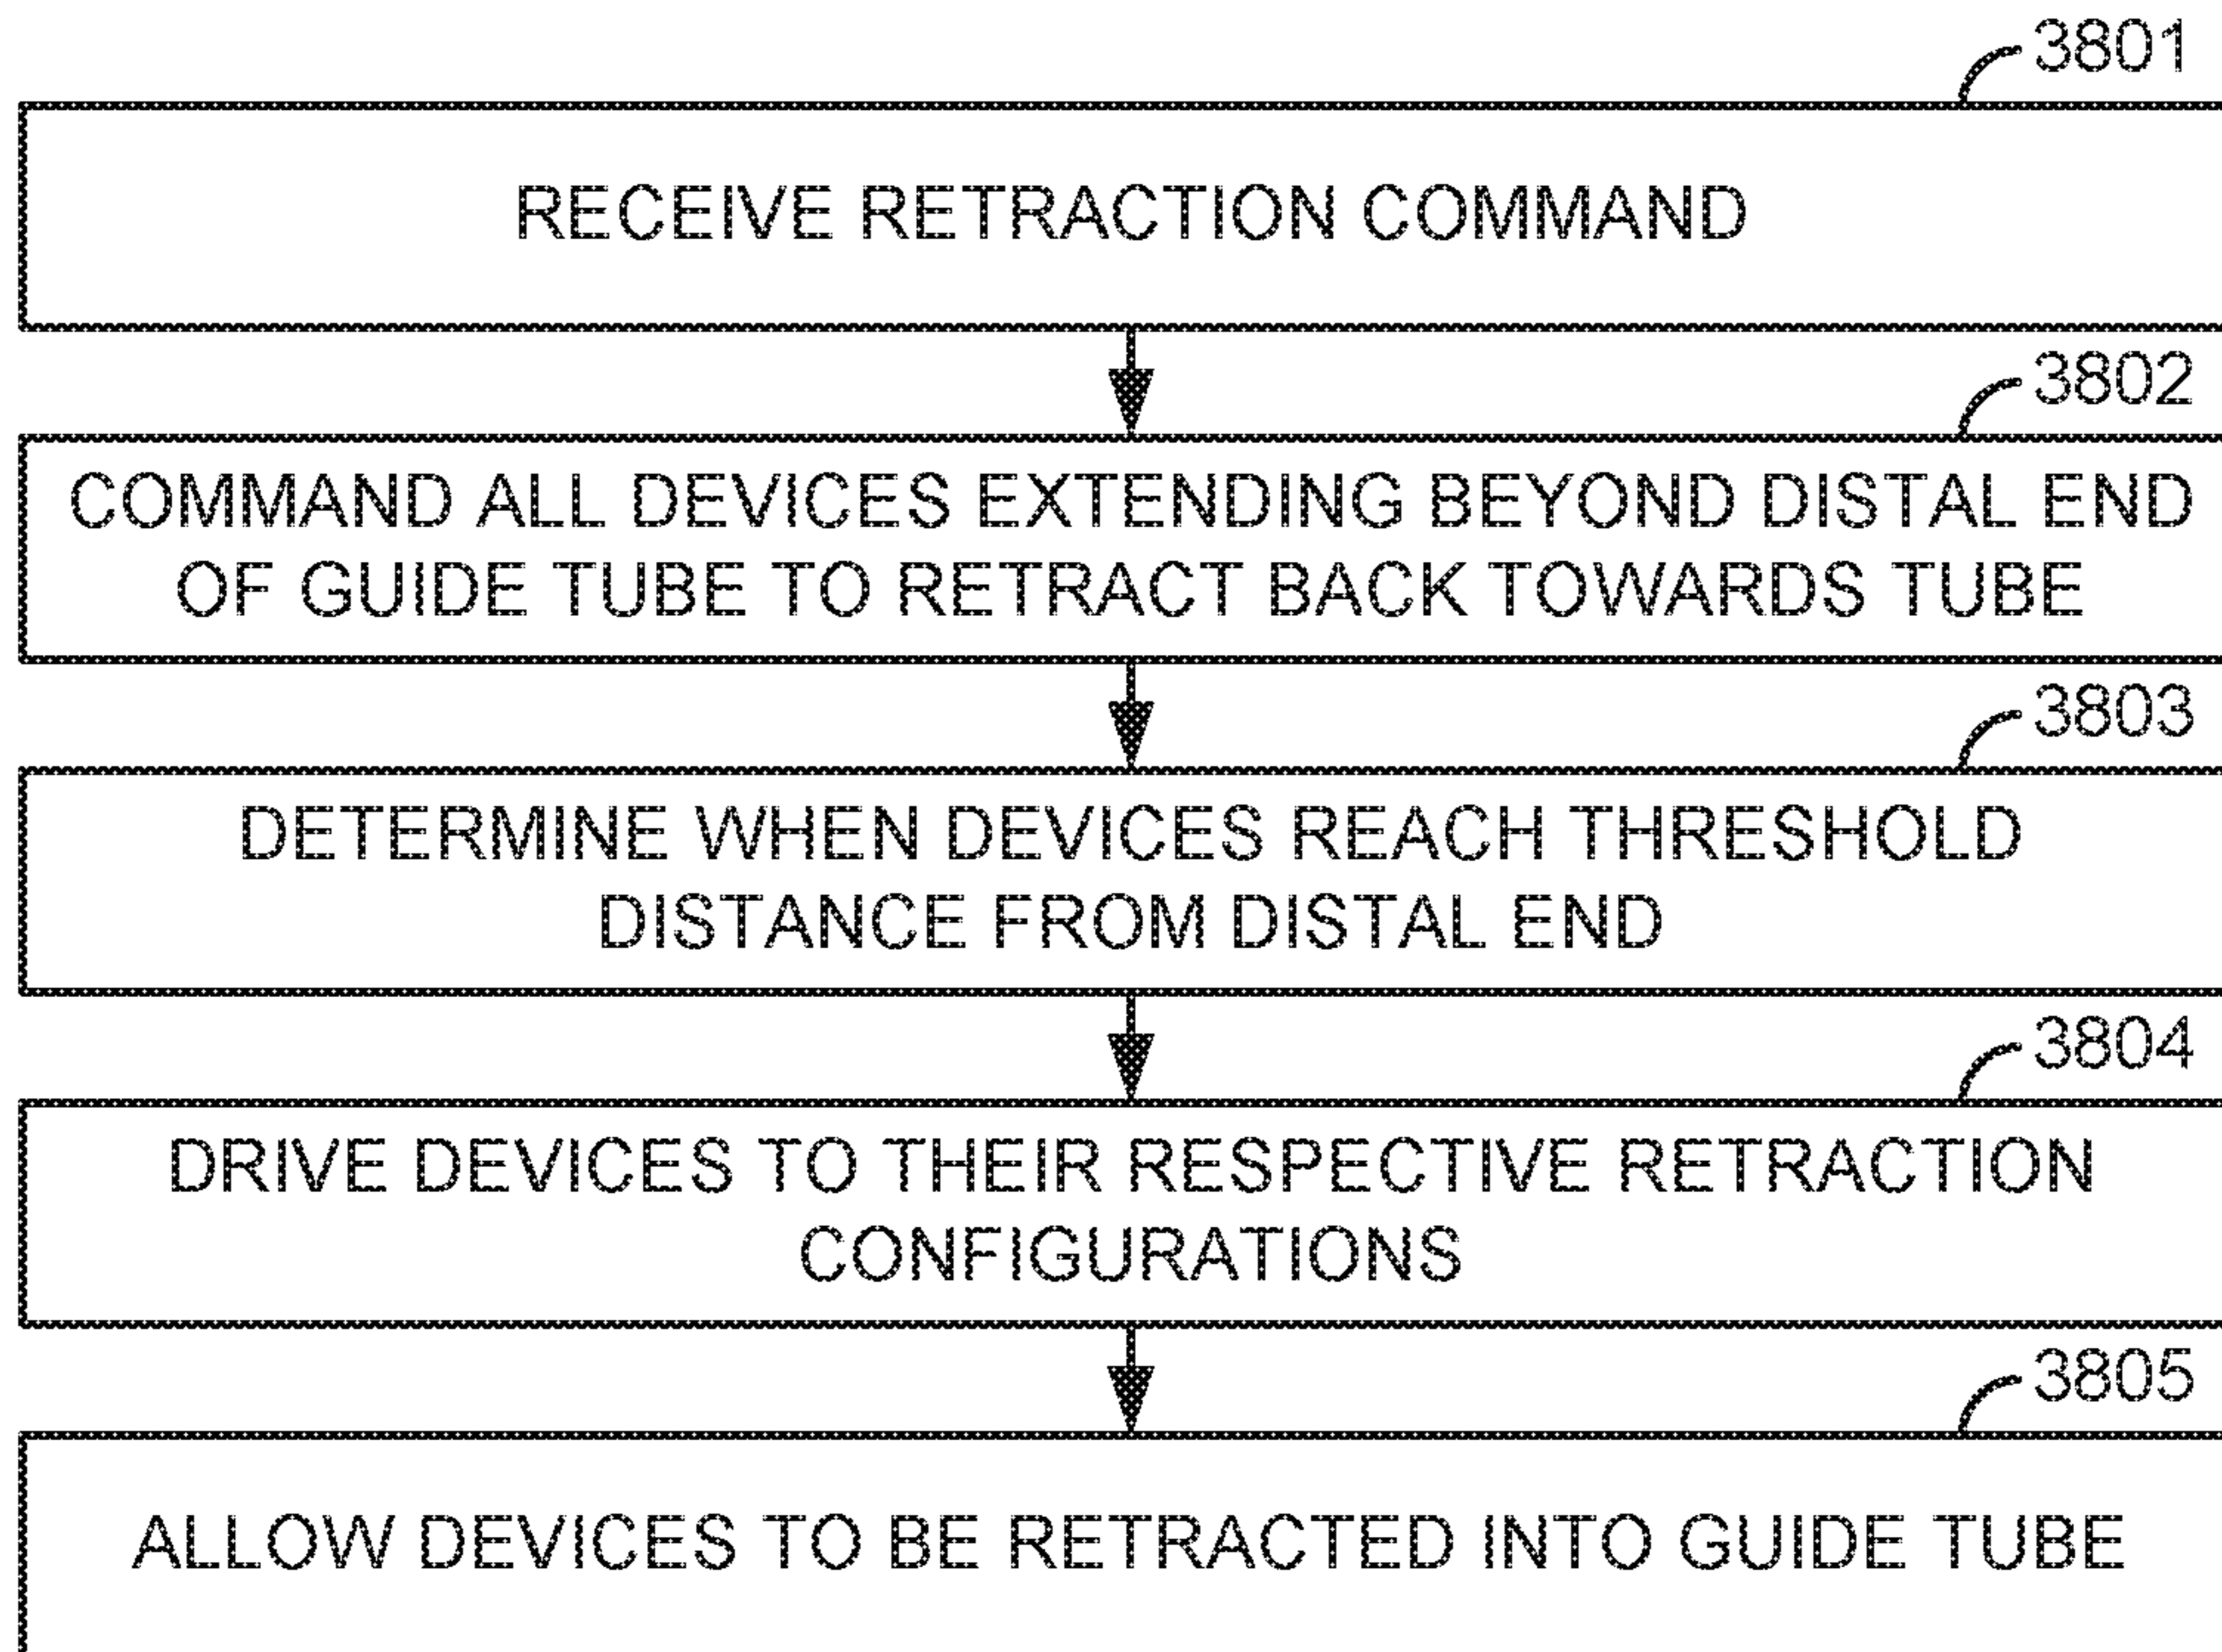 3801
RECEIVE RETRACTION COMMAND
3802
COMMAND ALL DEVICES EXTENDING BEYOND DISTAL END
OF GUIDE TUBE TO RETRACT BACK TOWARDS TUBE
3803
DETERMINE WHEN DEVICES REACH THRESHOLD
DISTANCE FROM DISTAL END
3804
DRIVE DEVICES TO THEIR RESPECTIVE RETRACTION
CONFIGURATIONS
3805
ALLOW DEVICES TO BE RETRACTED INTO GUIDE TUBE